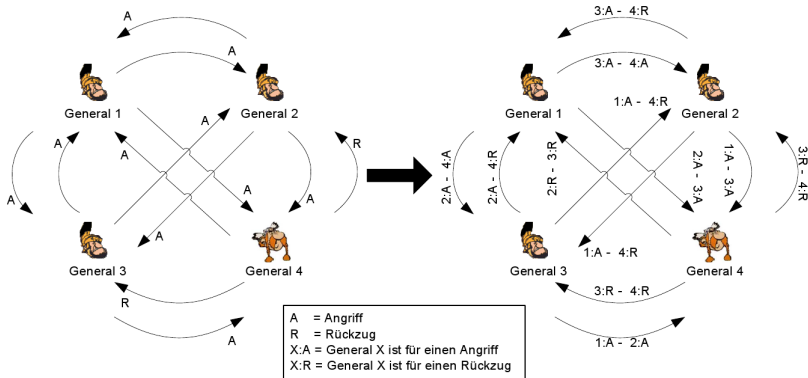 A
A
General 1
General 2
A
A
A
A
R
A
A
A
A
General 3
General 4
R
A
3:A - 4:R
3:A - 4:A
General 1
General 2
1:A - 4:R
2:A - 4:A
2:A - 4:R
2:R - 3:R
2:A - 3:A
1:A - 3:A
3:R - 4:R
1:A - 4:R
General 3
General 4
3:R - 4:R
1:A - 2:A
A = Angriff
R = Rückzug
X:A = General X ist für einen Angriff
X:R = General X ist für einen Rückzug